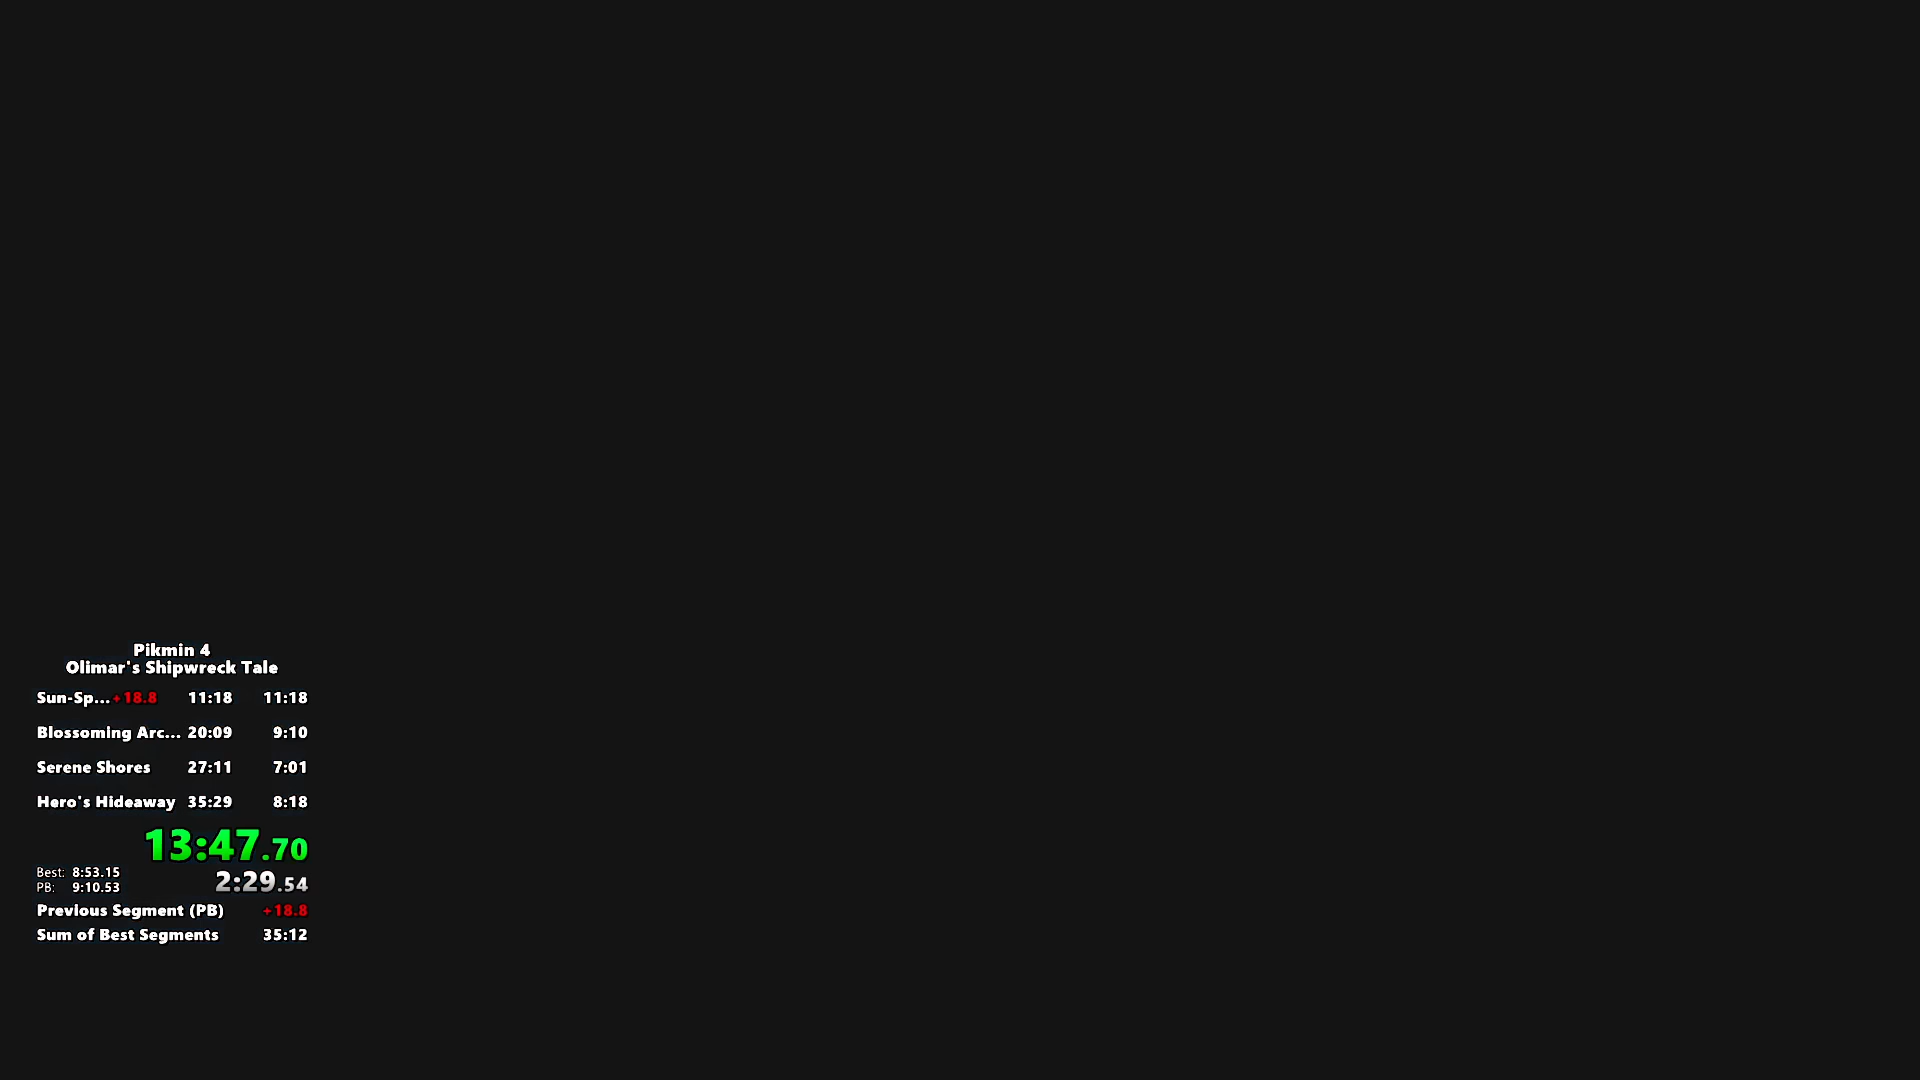 Pikmin 4
Olimar's Shipwreck Tale
Sun-Sp... +18.8 11:18 11:18
Blossoming Arc... 20:09 9:10
Serene Shores 27:11 7:01
Hero's Hideaway 35:29 8:18
13:47.70
Best: 8:53.15
PB: 9:10.53
2:29.54
Previous Segment (PB) +18.8
Sum of Best Segments 35:12